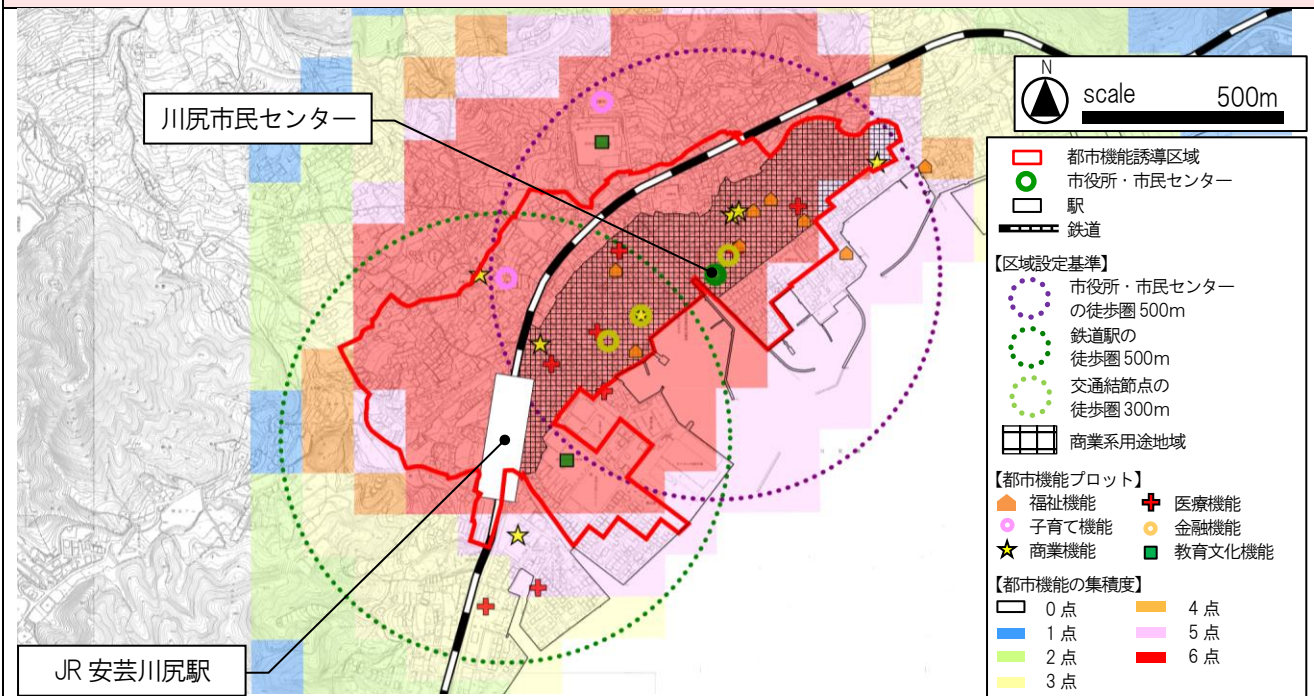 川尻市民センター
JR 安芸川尻駅
N
scale 500m
都市機能誘導区域
市役所・市民センター
駅
鉄道
【区域設定基準】
市役所・市民センター
の徒歩圏 500m
鉄道駅の
徒歩圏 500m
交通結節点の
徒歩圏 300m
商業系用途地域
【都市機能プロット】
福祉機能 医療機能
子育て機能 金融機能
商業機能 教育文化機能
【都市機能の集積度】
0 点 4 点
1 点 5 点
2 点 6 点
3 点